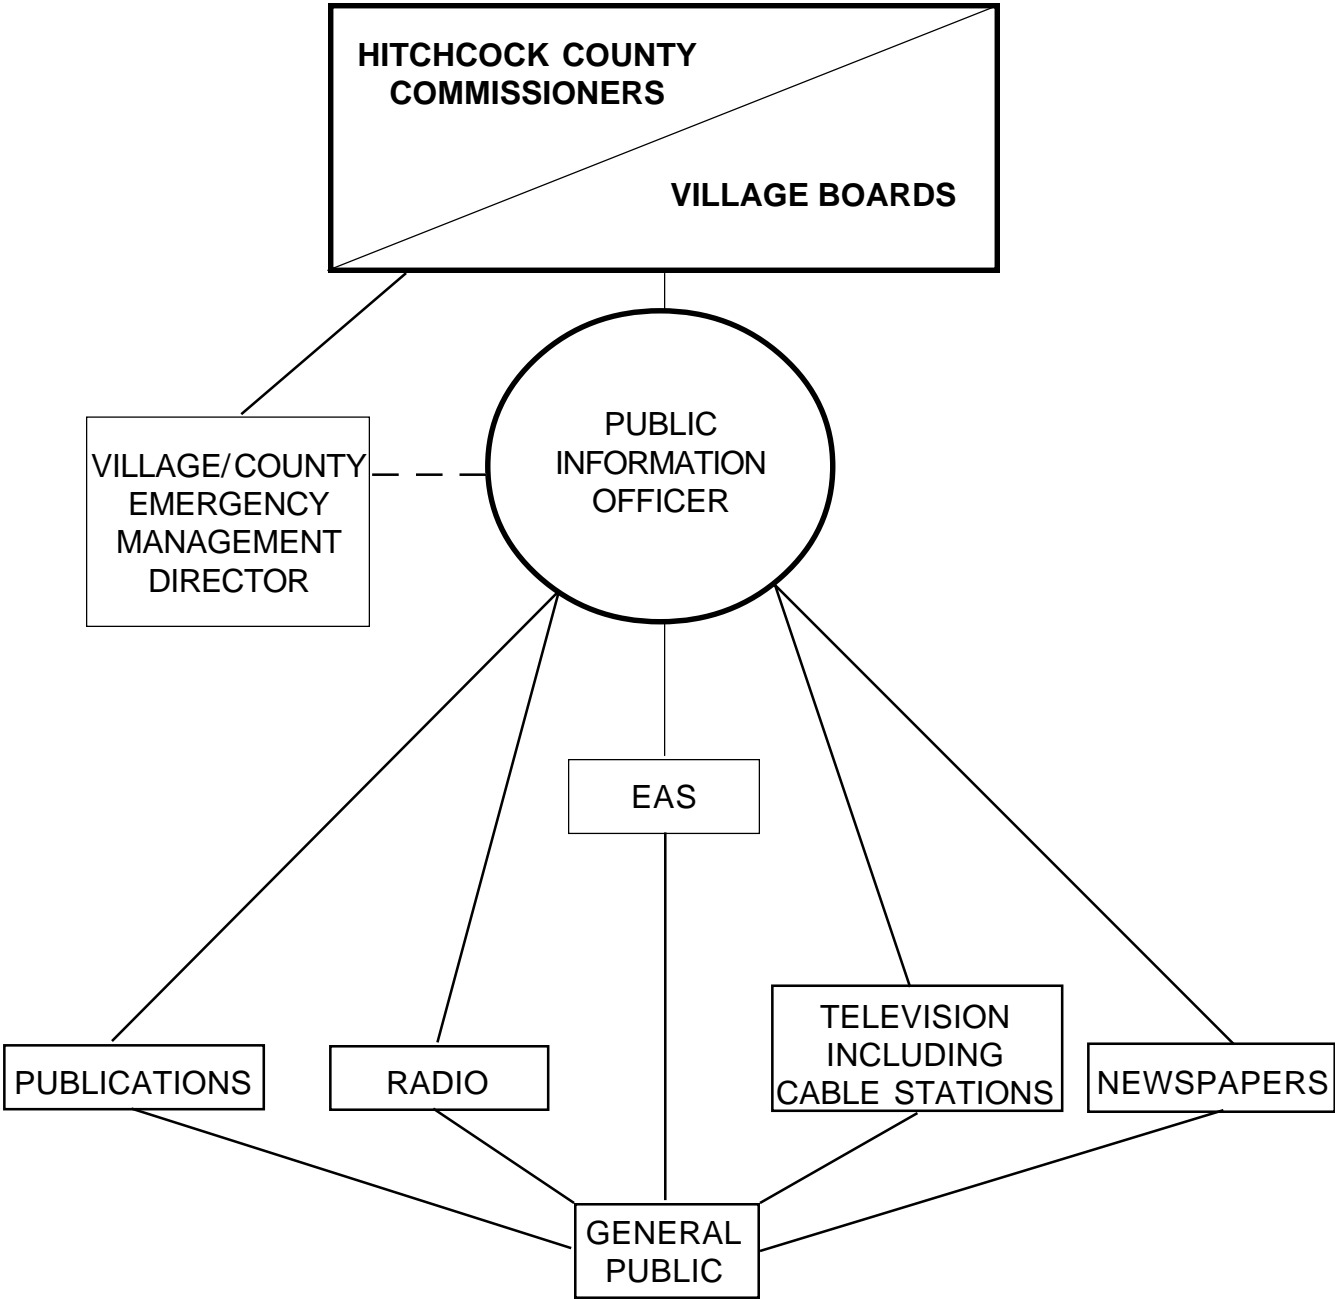 HITCHCOCK COUNTY
COMMISSIONERS
VILLAGE BOARDS
PUBLIC
INFORMATION
OFFICER
VILLAGE/COUNTY
EMERGENCY
MANAGEMENT
DIRECTOR
EAS
PUBLICATIONS
RADIO
TELEVISION
INCLUDING
CABLE STATIONS
NEWSPAPERS
GENERAL
PUBLIC